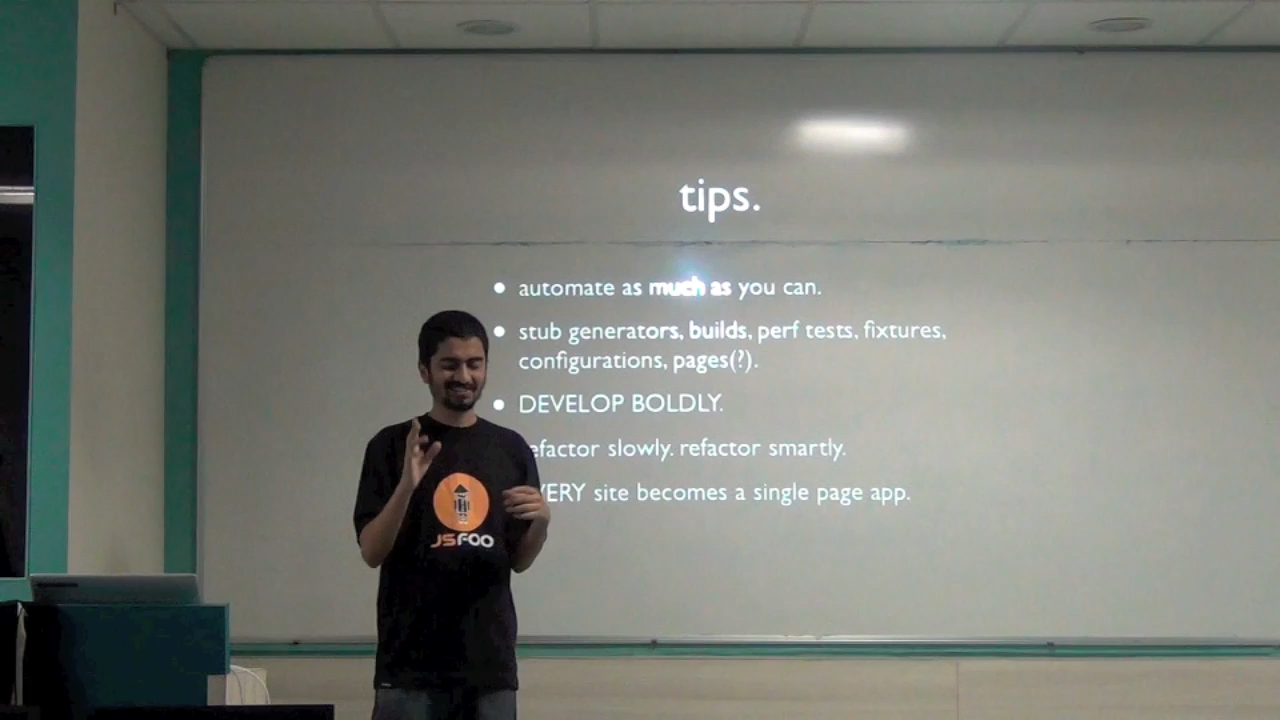 tips.
• automate as much as you can.
• stub generators, builds, perf tests, fixtures,
configurations, pages(?).
• DEVELOP BOLDLY.
efactor slowly. refactor smartly.
VERY site becomes a single page app.
JSFOO